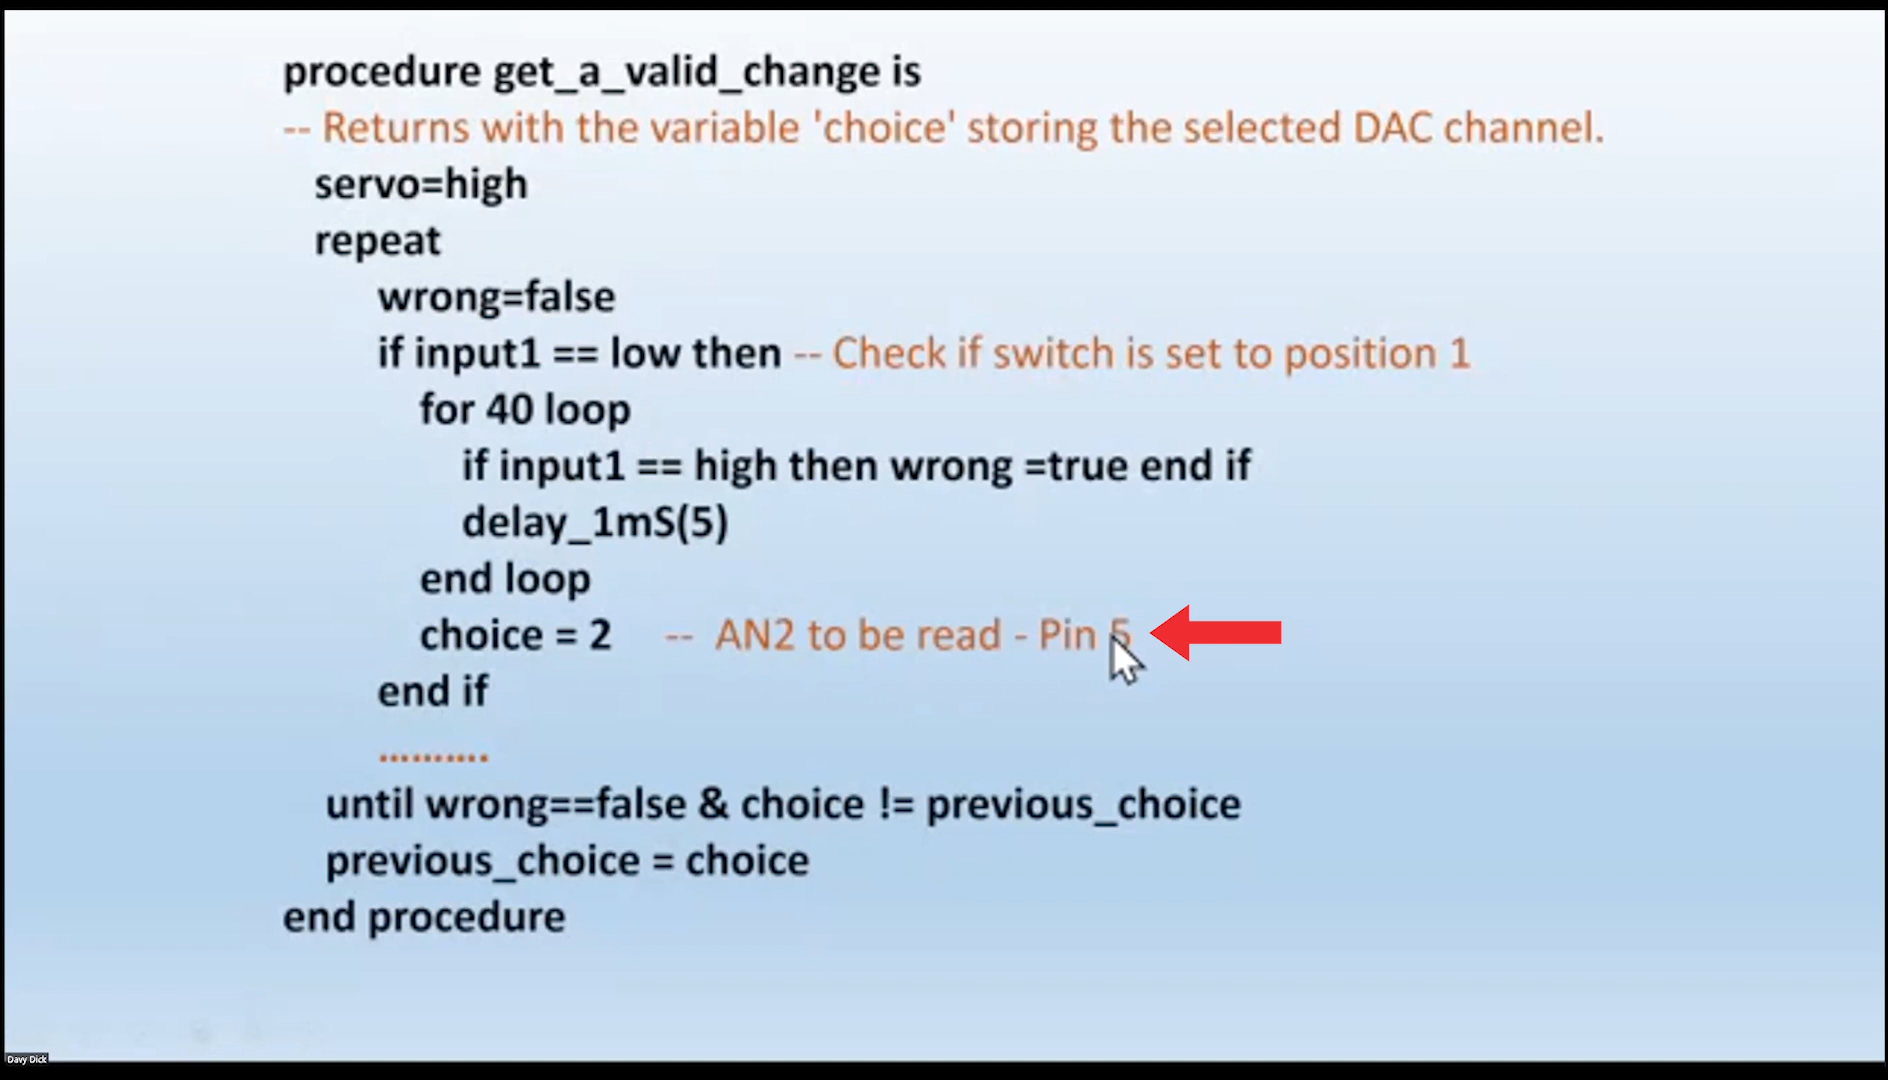 procedure get_a_valid_change is
-- Returns with the variable 'choice' storing the selected DAC channel.
servo=high
repeat
wrong=false
if input1 == low then -- Check if switch is set to position 1
for 40 loop
if input1 == high then wrong =true end if
delay_1mS(5)
end loop
choice = 2 -- AN2 to be read - Pin 5
end if
..........
until wrong==false & choice != previous_choice
previous_choice = choice
end procedure
Davy Dick